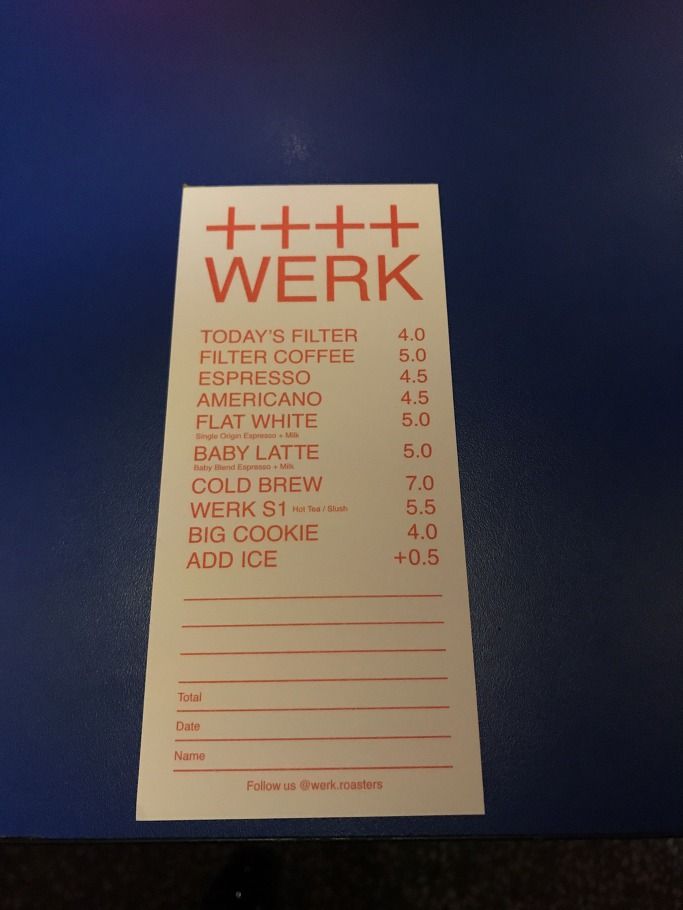 ++++
WERK
TODAY'S FILTER 4.0
FILTER COFFEE 5.0
ESPRESSO 4.5
AMERICANO 4.5
FLAT WHITE 5.0
Single Origin Espresso + Milk
BABY LATTE 5.0
Baby Blend Espresso + Milk
COLD BREW 7.0
WERK S1 Hot Tea / Slush 5.5
BIG COOKIE 4.0
ADD ICE +0.5
Total
Date
Name
Follow us @werk.roasters